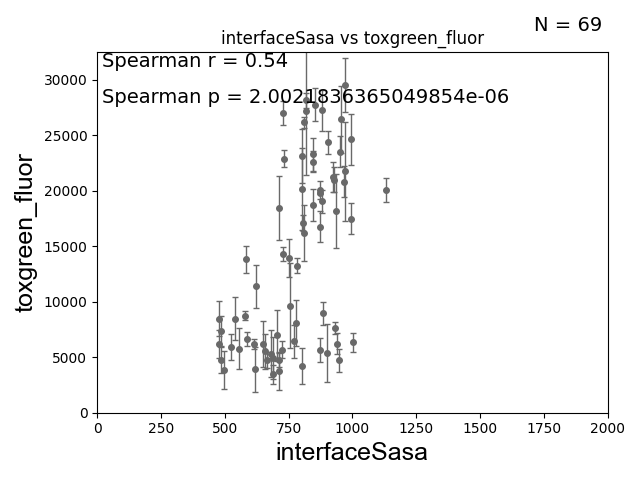 N = 69
interfaceSasa vs toxgreen_fluor
Spearman r = 0.54
Spearman p = 2.0021836365049854e-06
toxgreen_fluor
30000
25000
20000
15000
10000
5000
0
0 250 500 750 1000 1250 1500 1750 2000
interfaceSasa